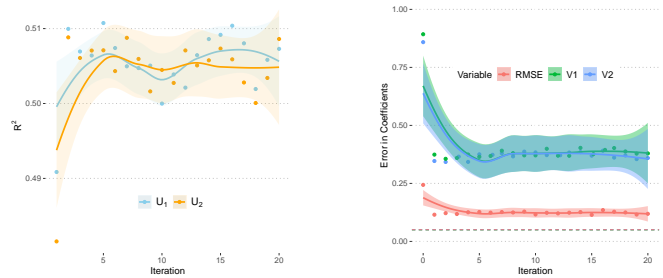 0.51
0.50
0.49
R²
5
10
15
20
Iteration
U₁
U₂
1.00
0.75
0.50
0.25
0.00
Error in Coefficients
Variable
RMSE
V1
V2
0
5
10
15
20
Iteration